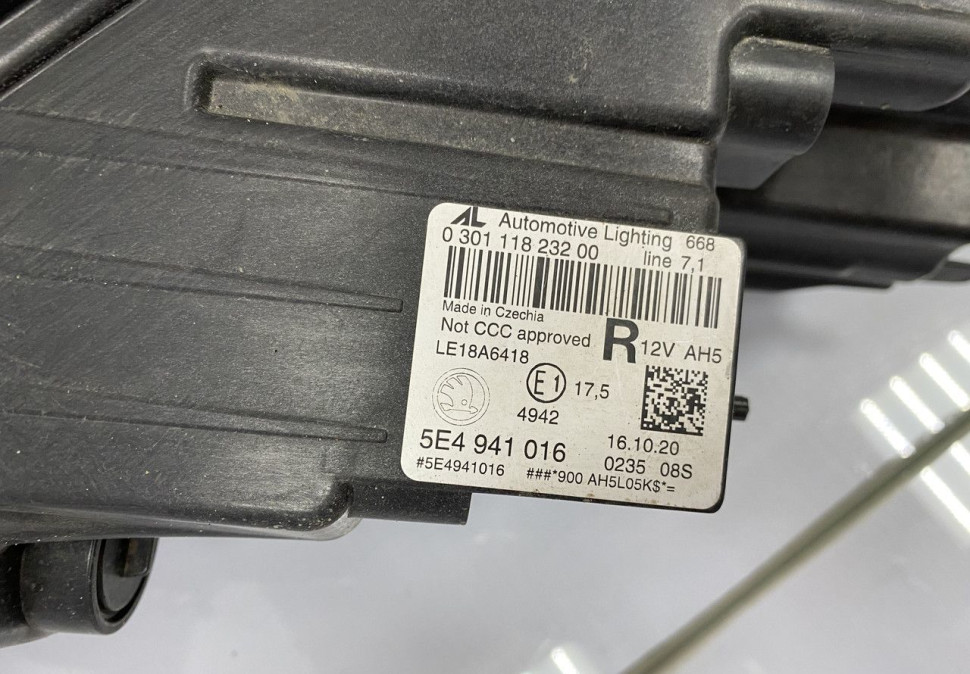 AL Automotive Lighting 668
0 301 118 232 00 line 7,1
Made in Czechia
Not CCC approved R 12V AH5
LE18A6418
E1 17,5
4942
5E4 941 016 16.10.20
0235 08S
#5E4941016 ###*900 AH5L05K$*=